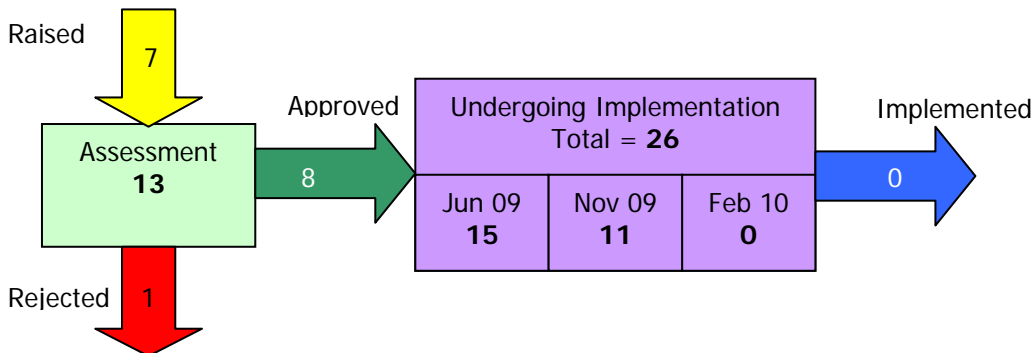 Raised
7
Approved
Undergoing Implementation
Total = 26
Implemented
Assessment
13
8
0
Jun 09
15
Nov 09
11
Feb 10
0
Rejected
1